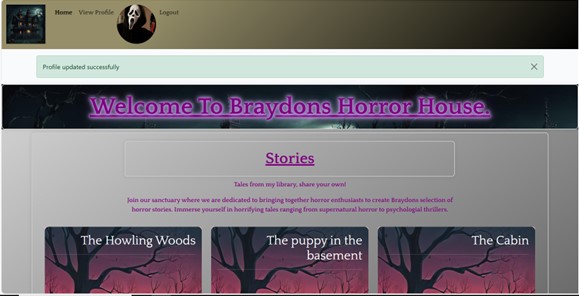 Home View Profile Logout
Profile updated successfully
Welcome To Braydons Horror House.
Stories
Tales from my library, share your own!
Join our sanctuary where we are dedicated to bringing together horror enthusiasts to create Braydons selection of
horror stories. Immerse yourself in horrifying tales ranging from supernatural horror to psychologial thrillers.
The Howling Woods
The puppy in the
basement
The Cabin